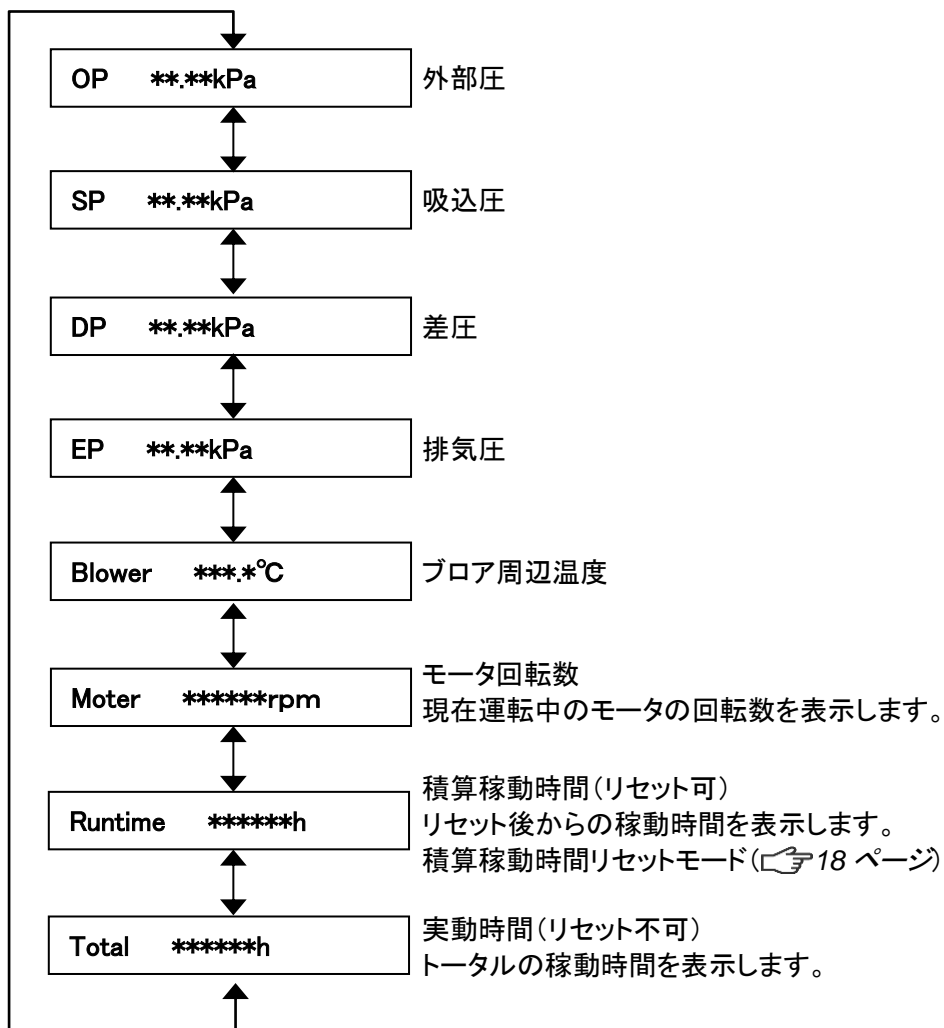 OP **.**kPa 外部圧
SP **.**kPa 吸込圧
DP **.**kPa 差圧
EP **.**kPa 排気圧
Blower ***.*℃ ブロア周辺温度
モータ回転数
Moter ******rpm
現在運転中のモータの回転数を表示します。
積算稼動時間(リセット可)
Runtime ******h
リセット後からの稼動時間を表示します。
積算稼動時間リセットモード(☞18 ページ)
実動時間(リセット不可)
Total ******h
トータルの稼動時間を表示します。